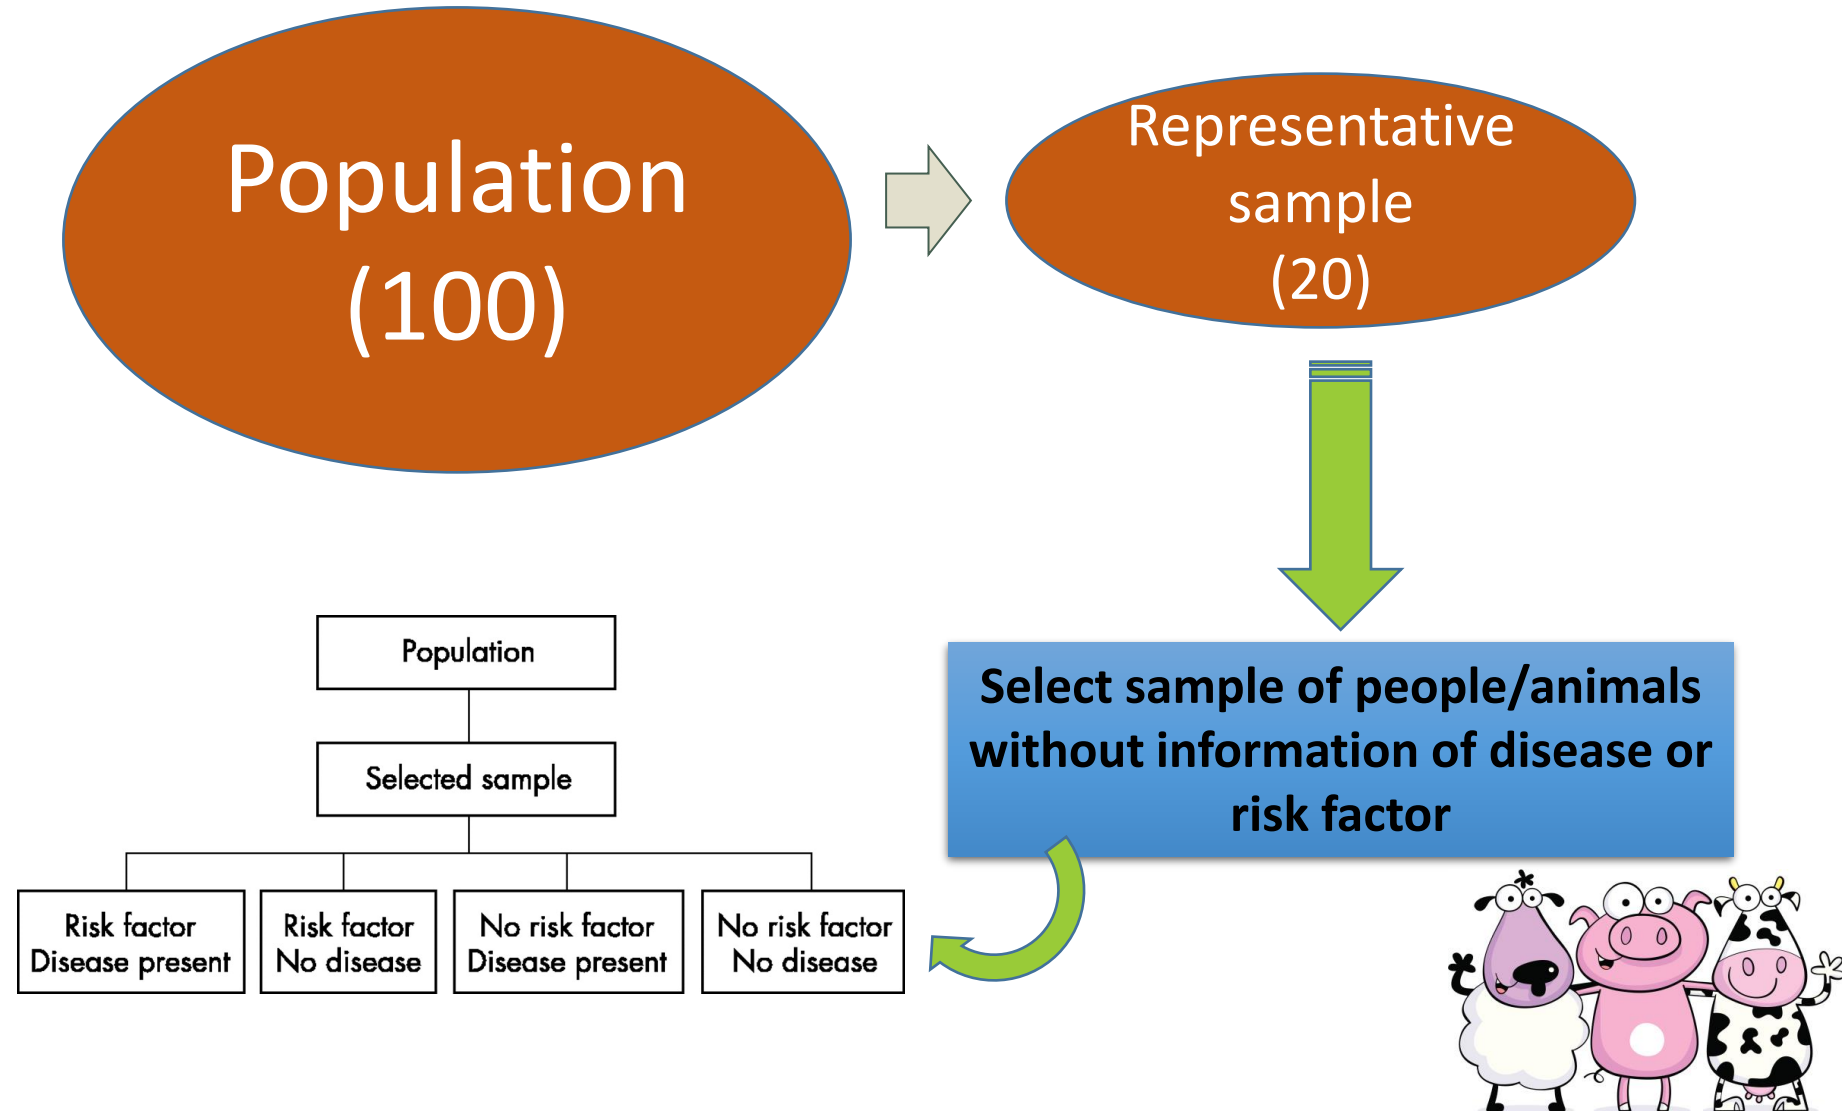 Population
(100)
Representative
sample
(20)
Select sample of people/animals
without information of disease or
risk factor
Population
Selected sample
Risk factor
Disease present
Risk factor
No disease
No risk factor
Disease present
No risk factor
No disease